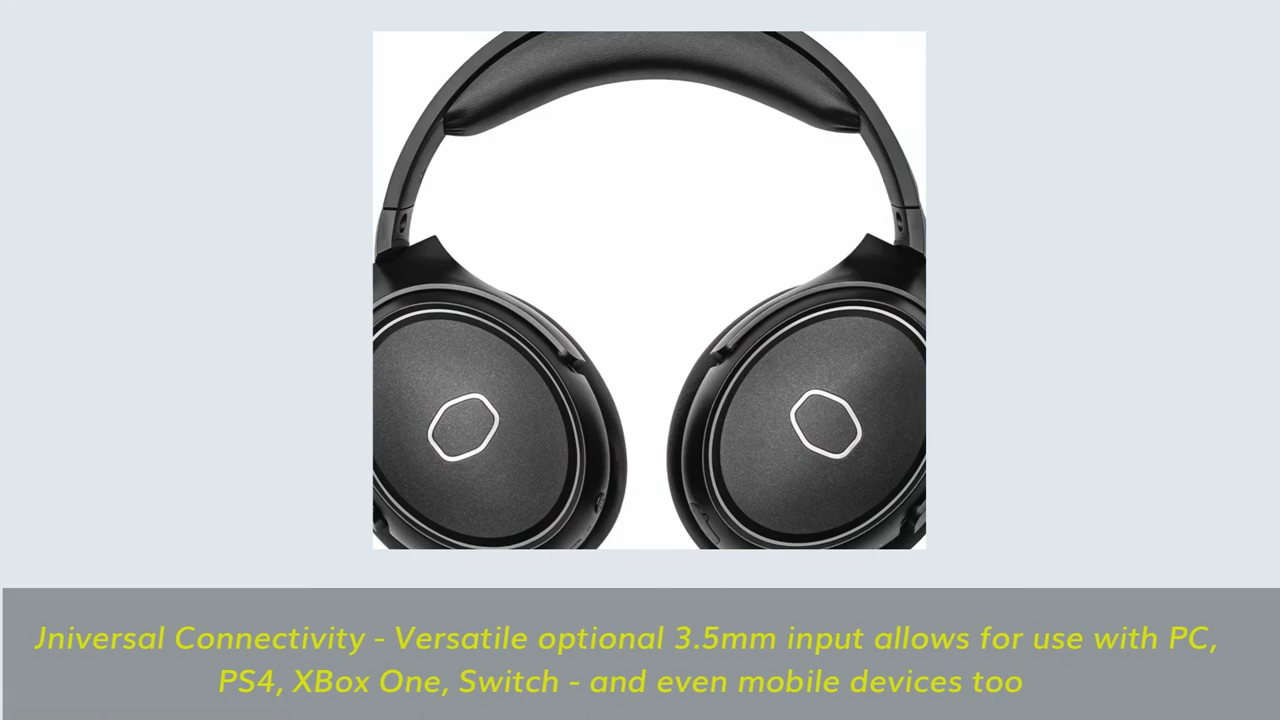 Jniversal Connectivity - Versatile optional 3.5mm input allows for use with PC,
PS4, XBox One, Switch - and even mobile devices too